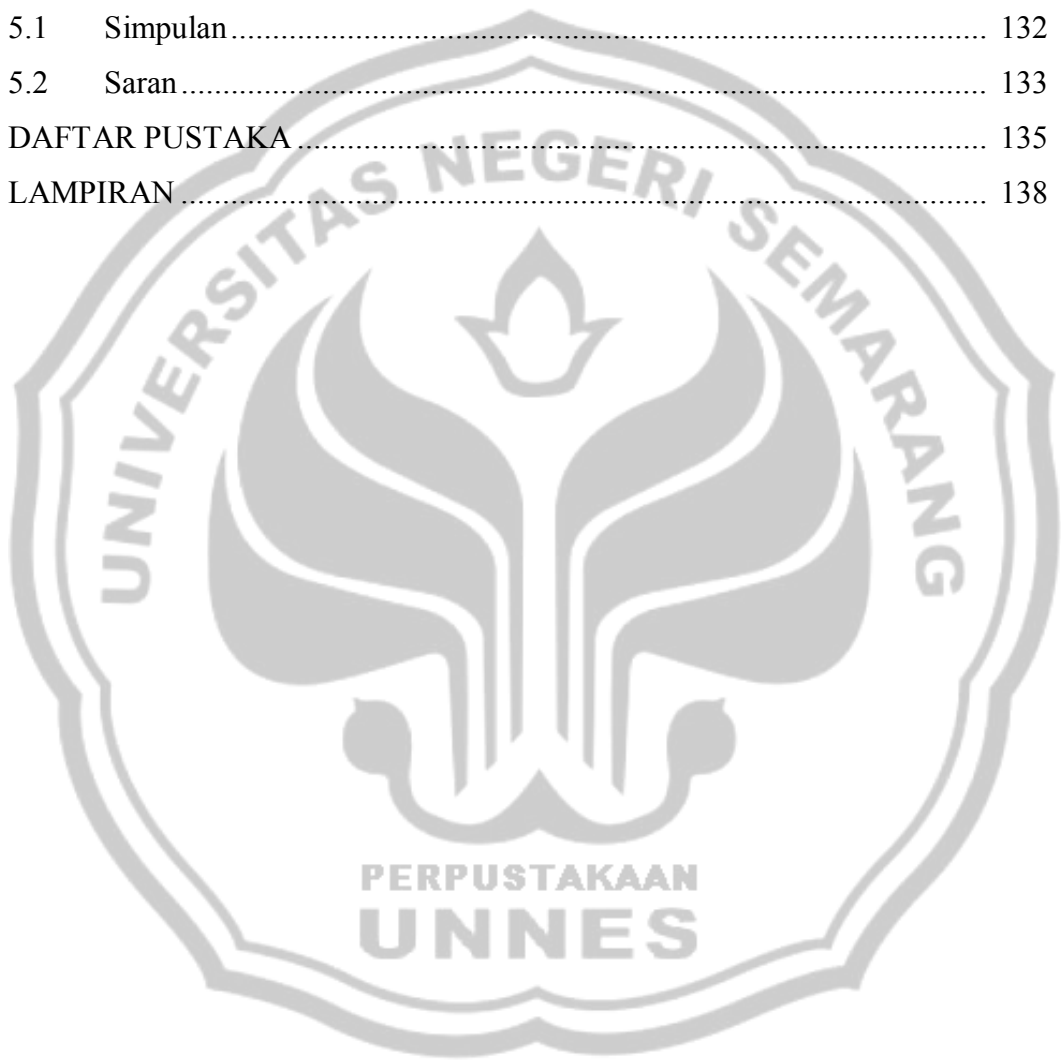 5.1 Simpulan ........................................................................................... 132
5.2 Saran ................................................................................................. 133
DAFTAR PUSTAKA ................................................................................... 135
LAMPIRAN ................................................................................................. 138
UNIVERSITAS NEGERI SEMARANG
PERPUSTAKAAN
UNNES